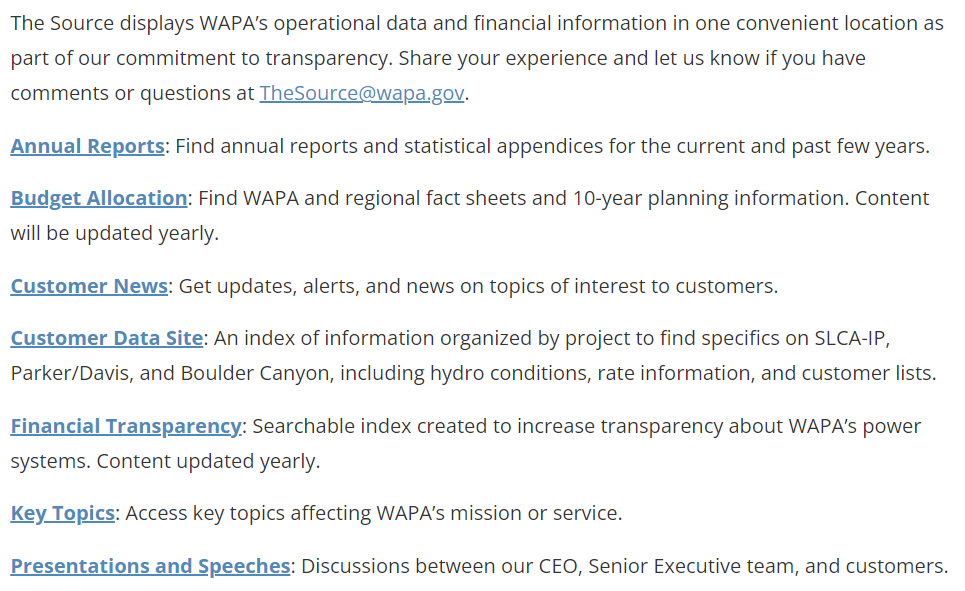 The Source displays WAPA’s operational data and financial information in one convenient location as
part of our commitment to transparency. Share your experience and let us know if you have
comments or questions at TheSource@wapa.gov.
Annual Reports: Find annual reports and statistical appendices for the current and past few years.
Budget Allocation: Find WAPA and regional fact sheets and 10-year planning information. Content
will be updated yearly.
Customer News: Get updates, alerts, and news on topics of interest to customers.
Customer Data Site: An index of information organized by project to find specifics on SLCA-IP,
Parker/Davis, and Boulder Canyon, including hydro conditions, rate information, and customer lists.
Financial Transparency: Searchable index created to increase transparency about WAPA’s power
systems. Content updated yearly.
Key Topics: Access key topics affecting WAPA’s mission or service.
Presentations and Speeches: Discussions between our CEO, Senior Executive team, and customers.